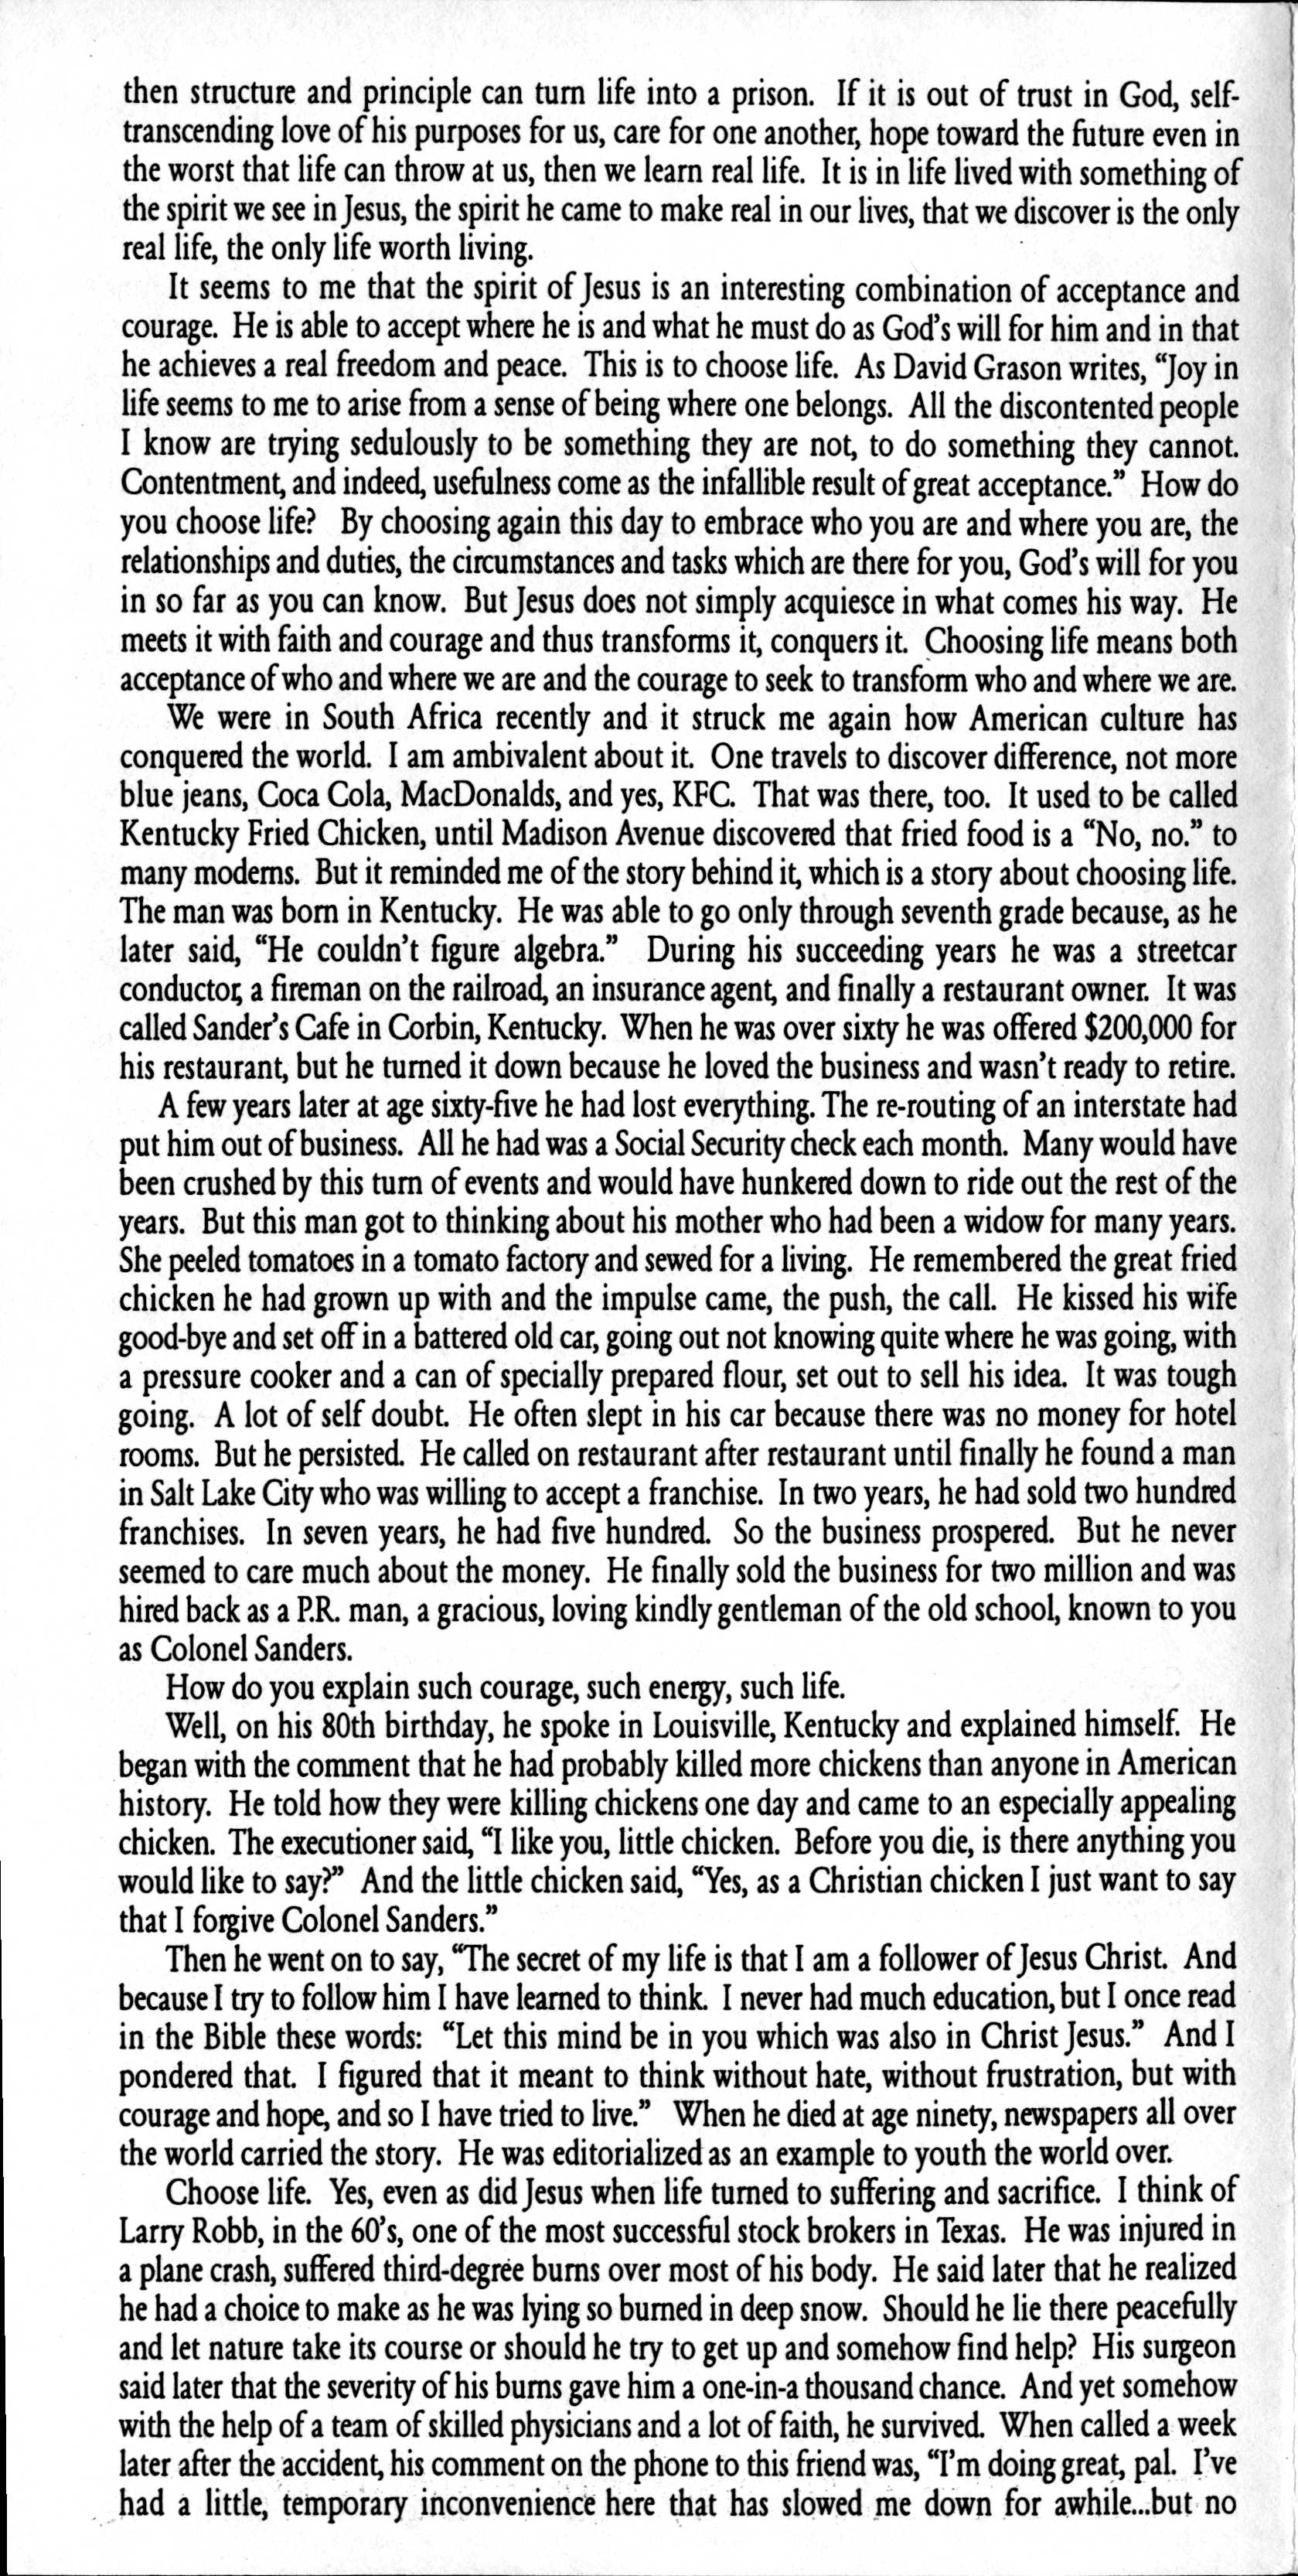 then structure and principle can turn life into a prison. If it is out of trust in God, self-
transcending love of his purposes for us, care for one another, hope toward the future even in
the worst that life can throw at us, then we learn real life. It is in life lived with something of
the spirit we see in Jesus, the spirit he came to make real in our lives, that we discover is the only
real life, the only life worth living.
It seems to me that the spirit of Jesus is an interesting combination of acceptance and
courage. He is able to accept where he is and what he must do as God's will for him and in that
he achieves a real freedom and peace. This is to choose life. As David Grason writes, “Joy in
life seems to me to arise from a sense of being where one belongs. All the discontented people
I know are trying sedulously to be something they are not, to do something they cannot.
Contentment, and indeed, usefulness come as the infallible result of great acceptance.” How do
you choose life? By choosing again this day to embrace who you are and where you are, the
relationships and duties, the circumstances and tasks which are there for you, God's will for you
in so far as you can know. But Jesus does not simply acquiesce in what comes his way. He
meets it with faith and courage and thus transforms it, conquers it. Choosing life means both
acceptance of who and where we are and the courage to seek to transform who and where we are.
We were in South Africa recently and it struck me again how American culture has
conquered the world. I am ambivalent about it. One travels to discover difference, not more
blue jeans, Coca Cola, MacDonalds, and yes, KFC. That was there, too. It used to be called
Kentucky Fried Chicken, until Madison Avenue discovered that fried food is a “No, no.” to
many moderns. But it reminded me of the story behind it, which is a story about choosing life.
The man was born in Kentucky. He was able to go only through seventh grade because, as he
later said, “He couldn't figure algebra.” During his succeeding years he was a streetcar
conductor, a fireman on the railroad, an insurance agent, and finally a restaurant owner. It was
called Sander's Cafe in Corbin, Kentucky. When he was over sixty he was offered $200,000 for
his restaurant, but he turned it down because he loved the business and wasn't ready to retire.
A few years later at age sixty-five he had lost everything. The re-routing of an interstate had
put him out of business. All he had was a Social Security check each month. Many would have
been crushed by this turn of events and would have hunkered down to ride out the rest of the
years. But this man got to thinking about his mother who had been a widow for many years.
She peeled tomatoes in a tomato factory and sewed for a living. He remembered the great fried
chicken he had grown up with and the impulse came, the push, the call. He kissed his wife
good-bye and set off in a battered old car, going out not knowing quite where he was going, with
a pressure cooker and a can of specially prepared flour, set out to sell his idea. It was tough
going. A lot of self doubt. He often slept in his car because there was no money for hotel
rooms. But he persisted. He called on restaurant after restaurant until finally he found a man
in Salt Lake City who was willing to accept a franchise. In two years, he had sold two hundred
franchises. In seven years, he had five hundred. So the business prospered. But he never
seemed to care much about the money. He finally sold the business for two million and was
hired back as a P.R. man, a gracious, loving kindly gentleman of the old school, known to you
as Colonel Sanders.
How do you explain such courage, such energy, such life.
Well, on his 80th birthday, he spoke in Louisville, Kentucky and explained himself. He
began with the comment that he had probably killed more chickens than anyone in American
history. He told how they were killing chickens one day and came to an especially appealing
chicken. The executioner said, “I like you, little chicken. Before you die, is there anything you
would like to say?” And the little chicken said, “Yes, as a Christian chicken I just want to say
that I forgive Colonel Sanders.”
Then he went on to say, “The secret of my life is that I am a follower of Jesus Christ. And
because I try to follow him I have learned to think. I never had much education, but I once read
in the Bible these words: “Let this mind be in you which was also in Christ Jesus.” And I
pondered that. I figured that it meant to think without hate, without frustration, but with
courage and hope, and so I have tried to live.” When he died at age ninety, newspapers all over
the world carried the story. He was editorialized as an example to youth the world over.
Choose life. Yes, even as did Jesus when life turned to suffering and sacrifice. I think of
Larry Robb, in the 60's, one of the most successful stock brokers in Texas. He was injured in
a plane crash, suffered third-degree burns over most of his body. He said later that he realized
he had a choice to make as he was lying so burned in deep snow. Should he lie there peacefully
and let nature take its course or should he try to get up and somehow find help? His surgeon
said later that the severity of his burns gave him a one-in-a thousand chance. And yet somehow
with the help of a team of skilled physicians and a lot of faith, he survived. When called a week
later after the accident, his comment on the phone to this friend was, “I'm doing great, pal. I've
had a little, temporary inconvenience here that has slowed me down for awhile...but no